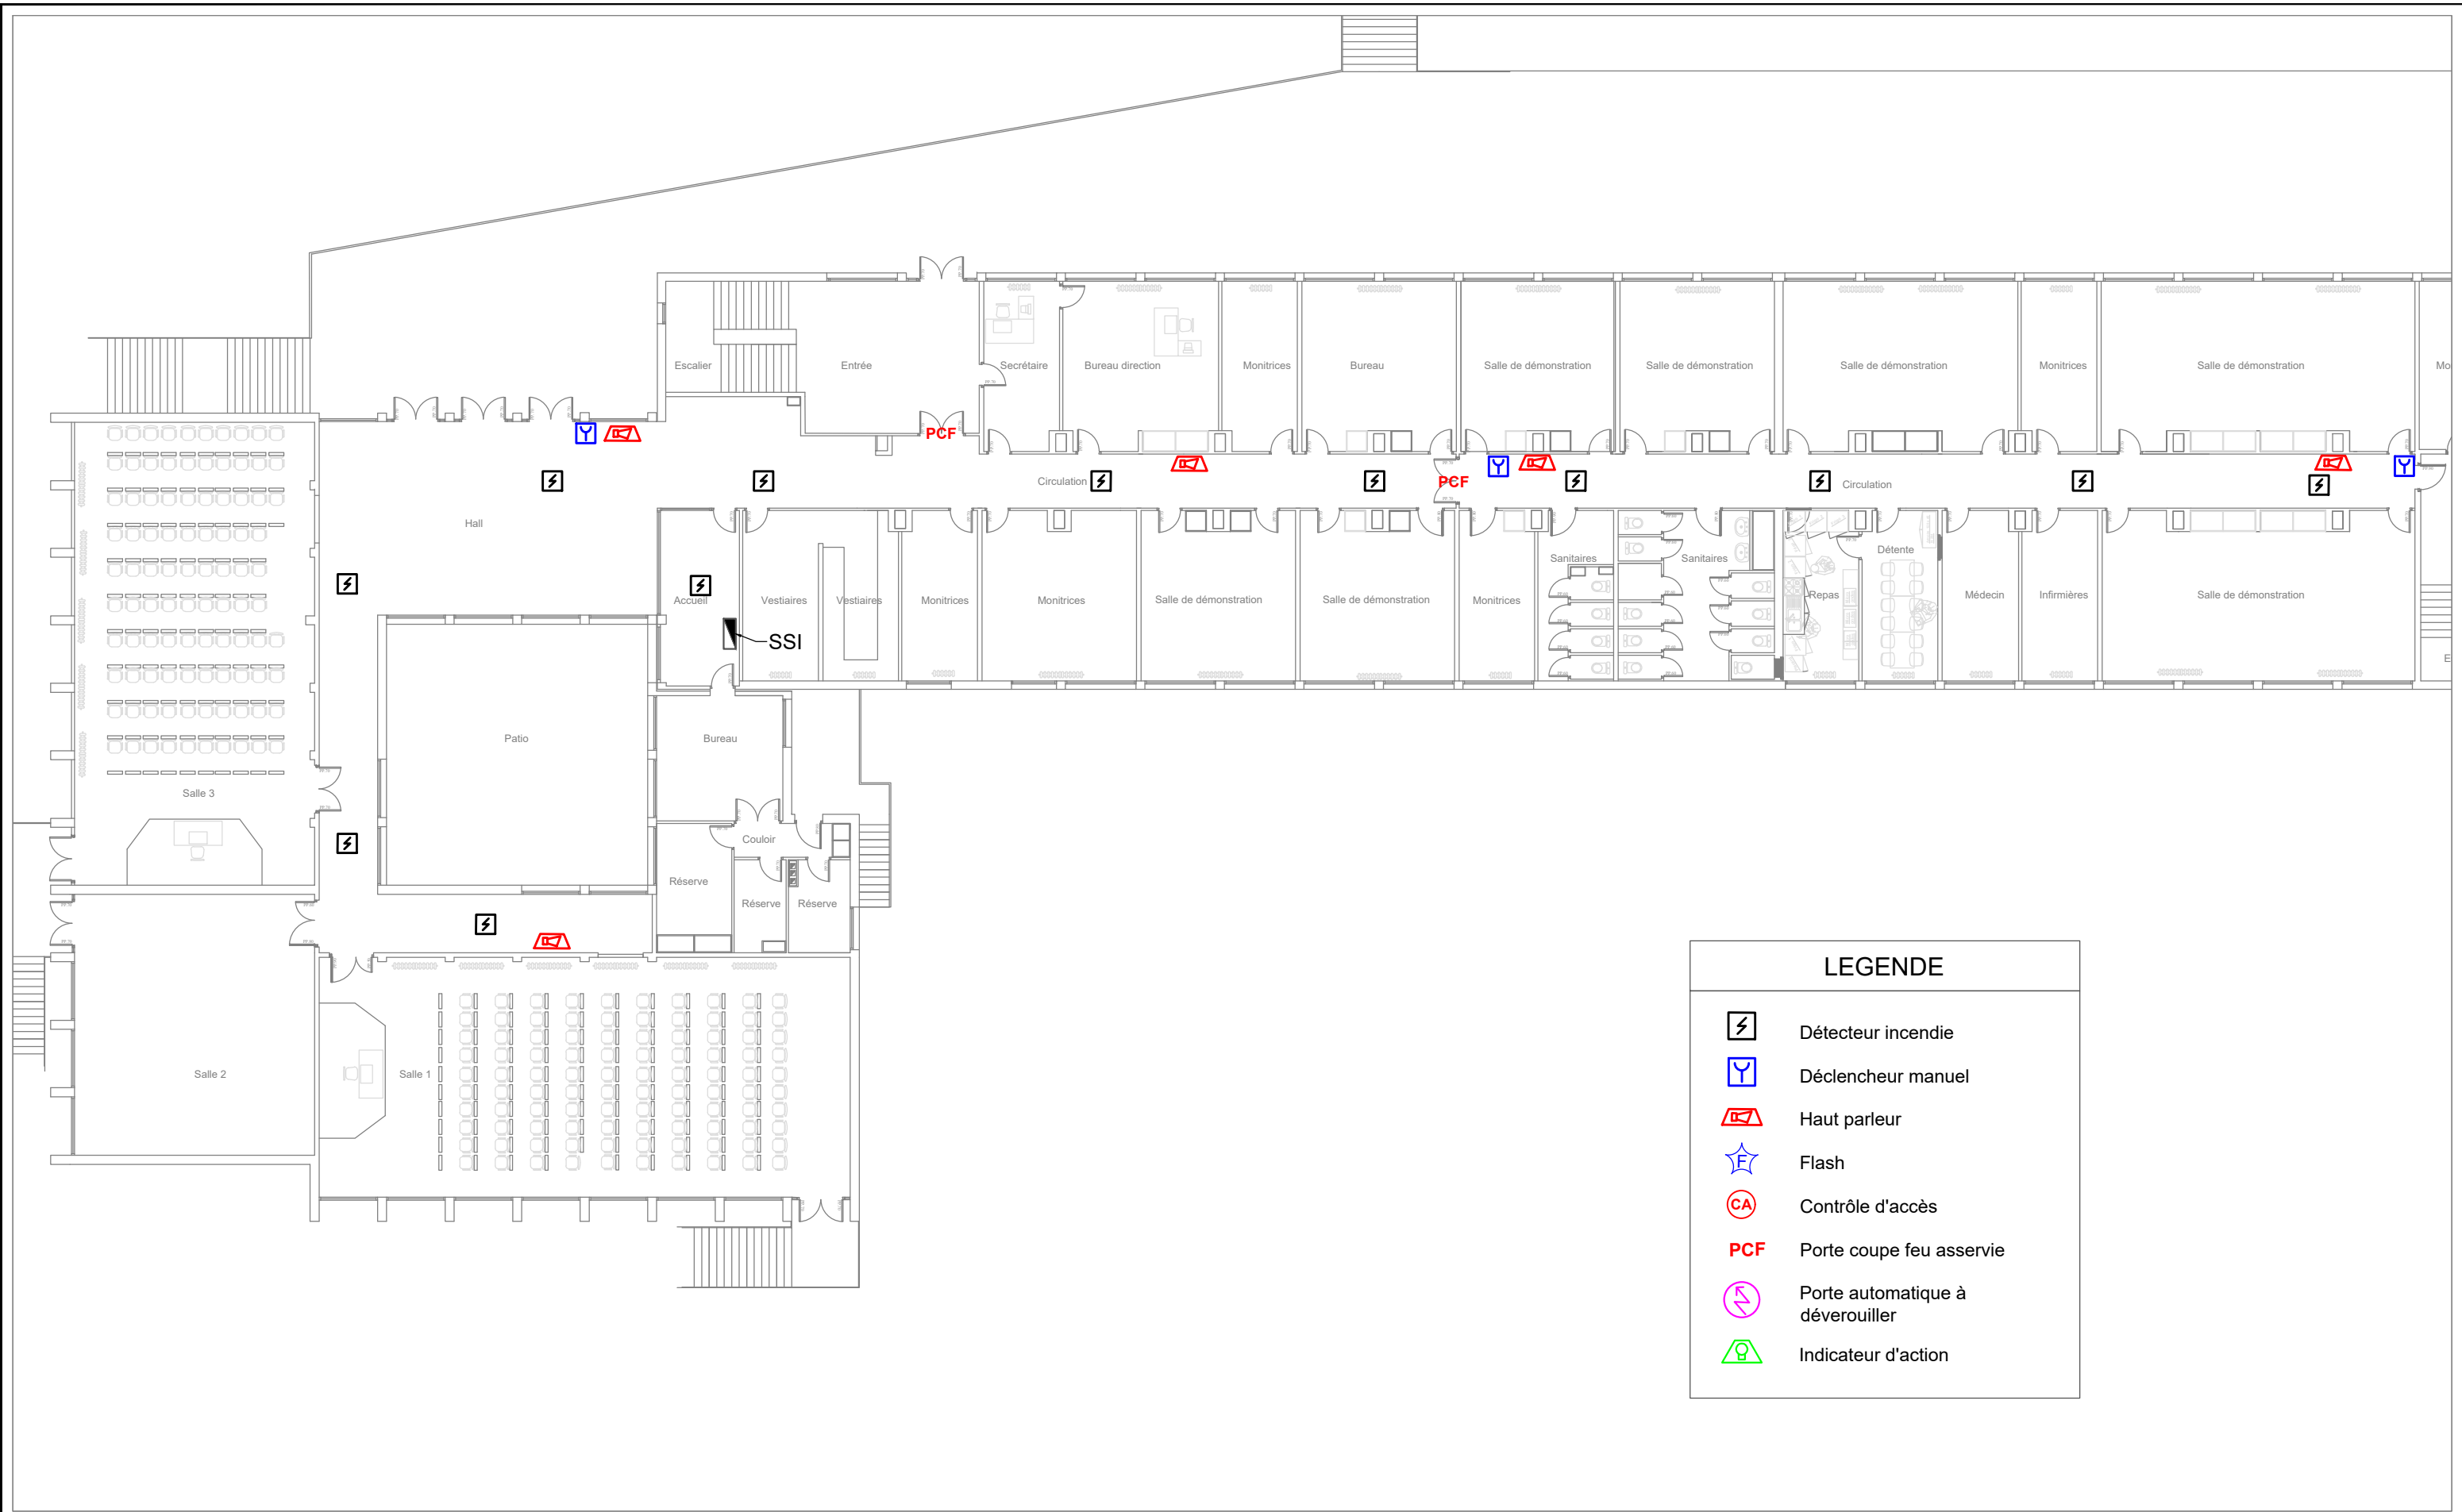 Escalier
Entrée
Secrétaire
Bureau direction
Monitrices
Bureau
Salle de démonstration
Salle de démonstration
Salle de démonstration
Monitrices
Salle de démonstration
Mo
PCF
Circulation
PCF
Circulation
Hall
Accueil
Vestiaires
Vestiaires
Monitrices
Monitrices
Salle de démonstration
Salle de démonstration
Monitrices
Sanitaires
Sanitaires
Repas
Détente
Médecin
Infirmières
Salle de démonstration
E
SSI
Patio
Bureau
Salle 3
Couloir
Réserve
Réserve
Réserve
Salle 2
Salle 1
LEGENDE
Détecteur incendie
Déclencheur manuel
Haut parleur
F
Flash
CA
Contrôle d'accès
PCF
Porte coupe feu asservie
Porte automatique à
déverouiller
Indicateur d'action